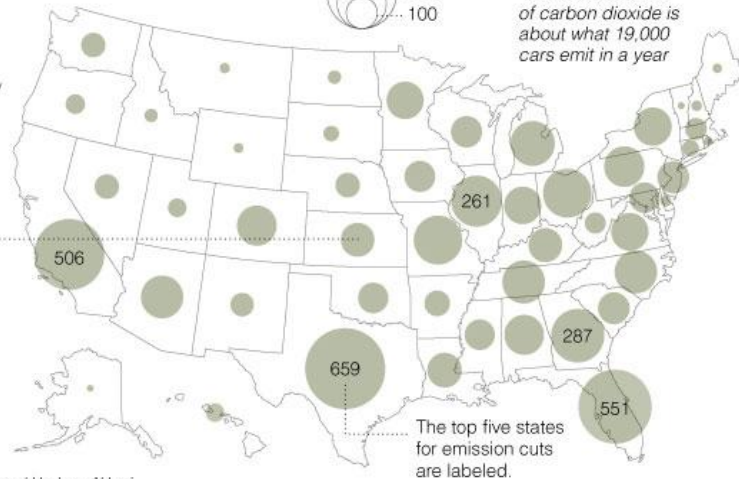 100
of carbon dioxide is
about what 19,000
cars emit in a year
261
506
287
659
551
The top five states
for emission cuts
are labeled.